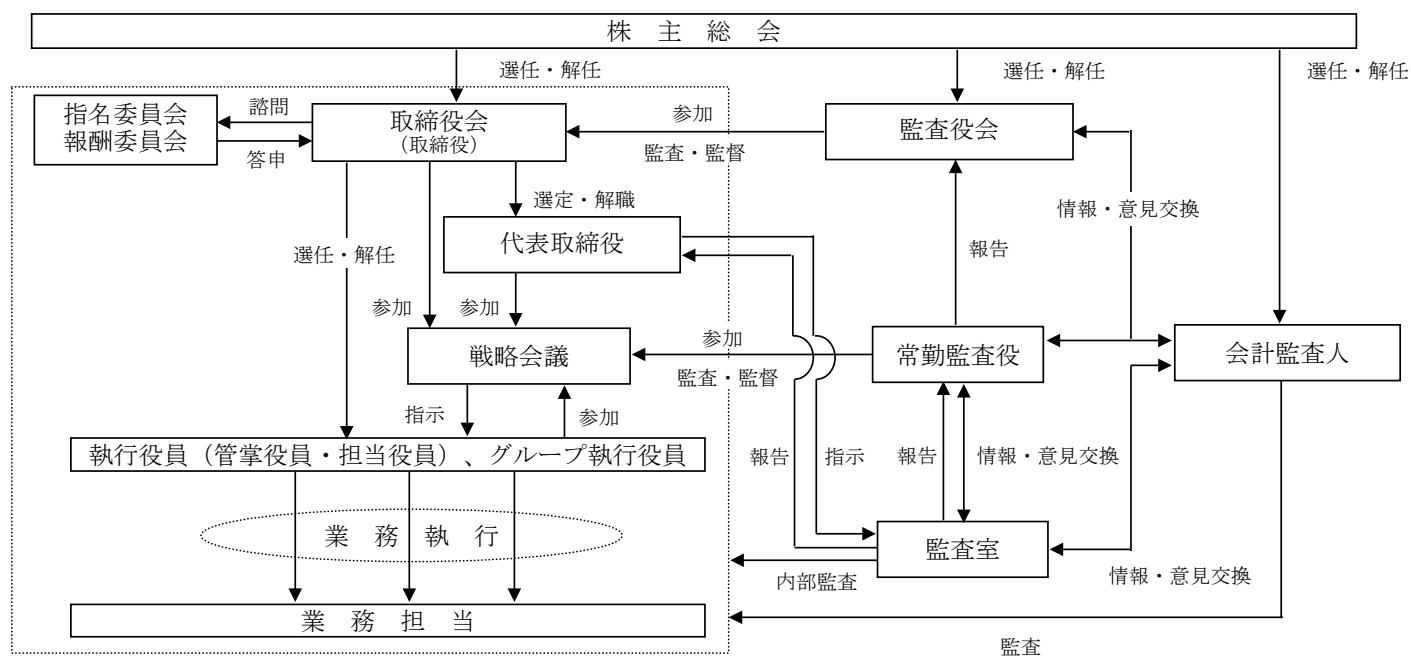 株 主 総 会
選任・解任
選任・解任
選任・解任
指名委員会
報酬委員会
諮問
答申
取締役会
（取締役）
参加
監査・監督
監査役会
選定・解職
情報・意見交換
代表取締役
選任・解任
報告
参加
参加
戦略会議
参加
監査・監督
常勤監査役
会計監査人
指示
参加
執行役員（管掌役員・担当役員）、グループ執行役員
報告
指示
報告
情報・意見交換
業 務 執 行
監査室
内部監査
情報・意見交換
業 務 担 当
監査